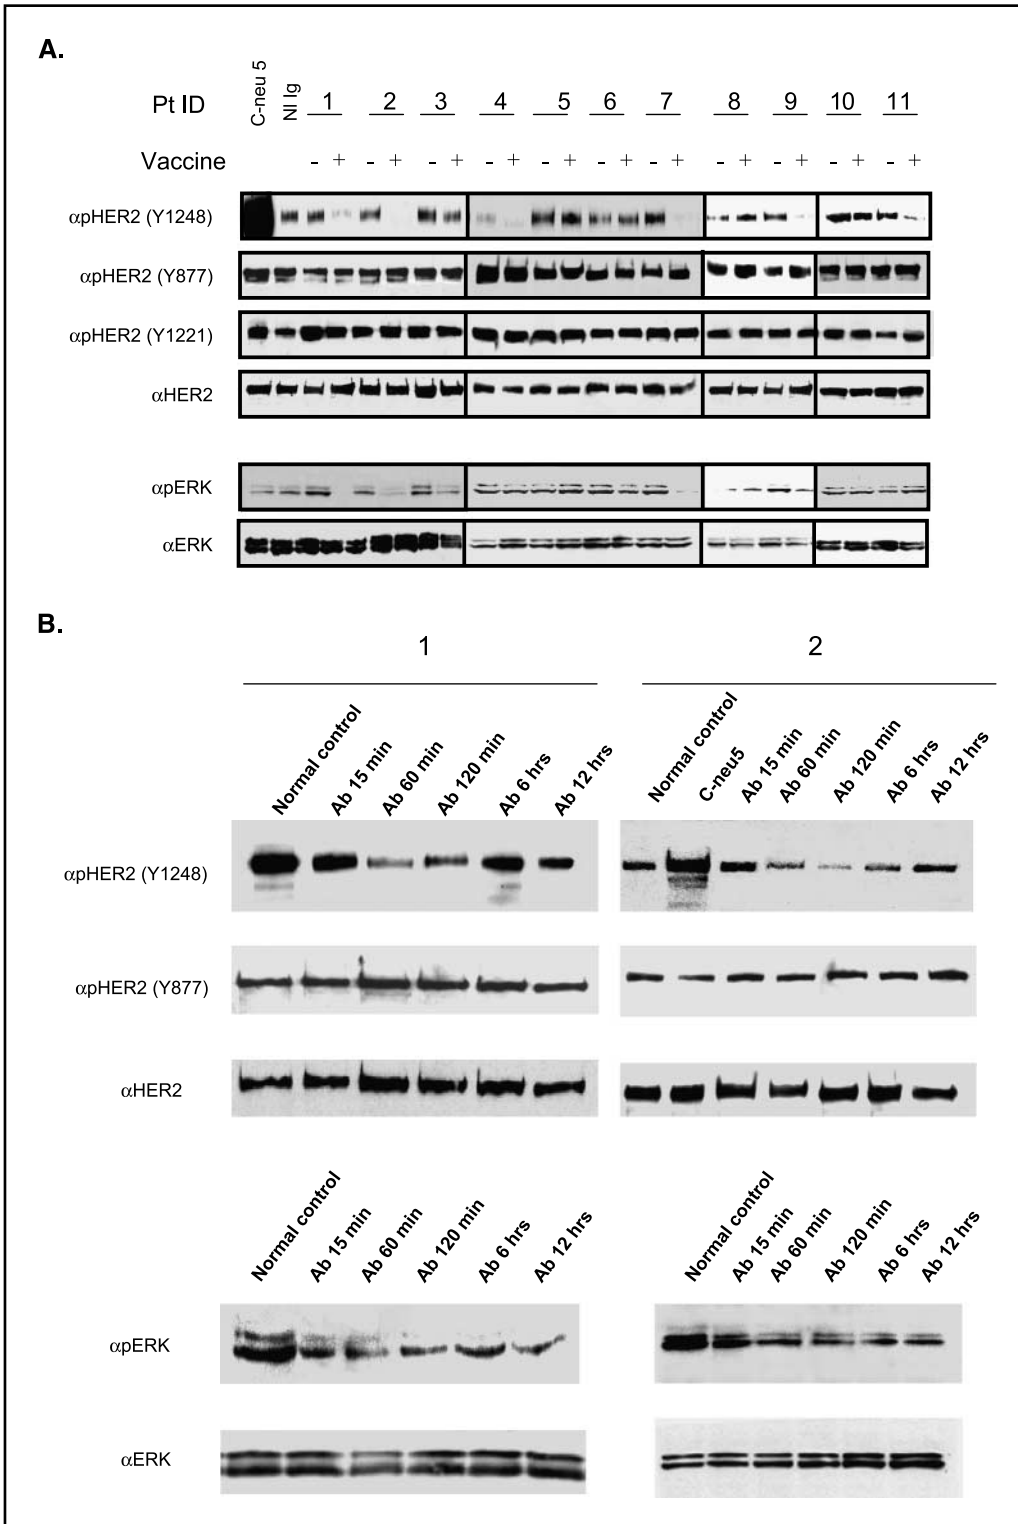 A.
Pt ID C-neu 5 NI Ig 1 2 3 4 5 6 7 8 9 10 11
Vaccine - + - + - + - + - + - + - + - + - + - + - +
αpHER2 (Y1248)
αpHER2 (Y877)
αpHER2 (Y1221)
αHER2
αpERK
αERK
B.
1 2
Normal control Ab 15 min Ab 60 min Ab 120 min Ab 6 hrs Ab 12 hrs Normal control C-neu5 Ab 15 min Ab 60 min Ab 120 min Ab 6 hrs Ab 12 hrs
αpHER2 (Y1248)
αpHER2 (Y877)
αHER2
Normal control Ab 15 min Ab 60 min Ab 120 min Ab 6 hrs Ab 12 hrs Normal control Ab 15 min Ab 60 min Ab 120 min Ab 6 hrs Ab 12 hrs
αpERK
αERK